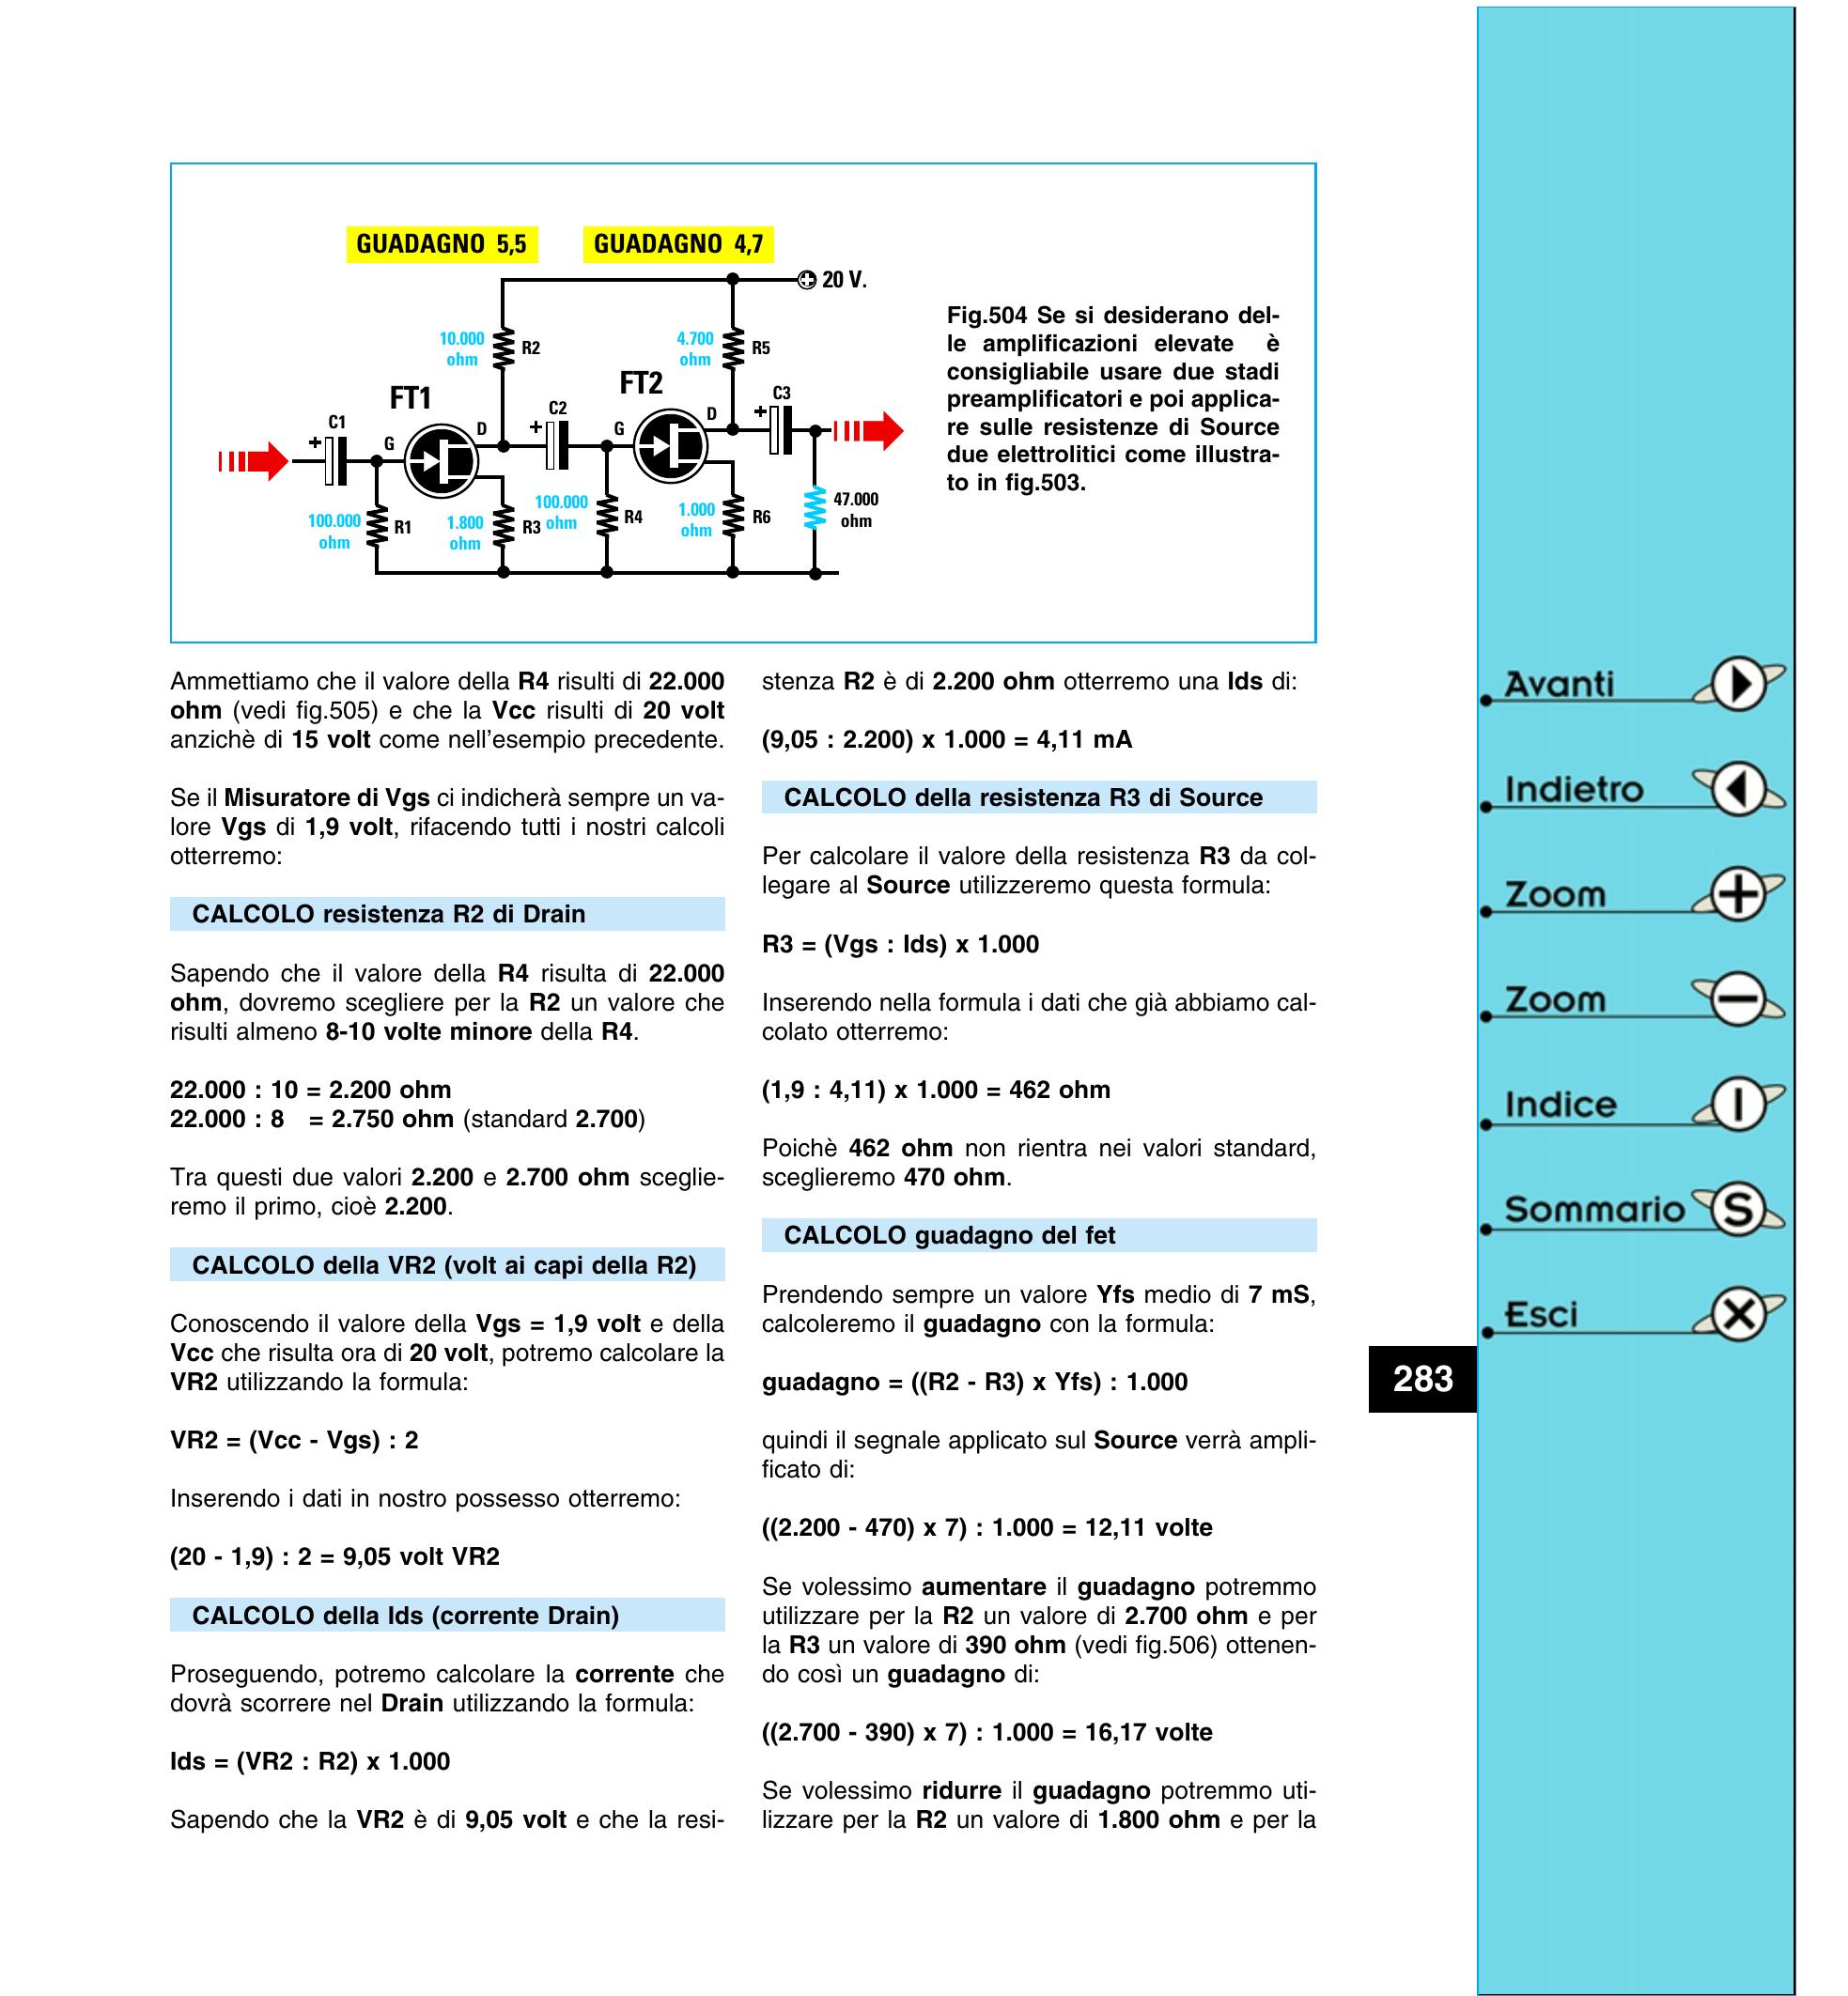 GUADAGNO 5,5
GUADAGNO 4,7
20 V.
10.000
ohm
R2
4.700
ohm
R5
FT1
FT2
C1
G
D
C2
G
D
C3
100.000
ohm
R1
1.800
ohm
R3
100.000
ohm
R4
1.000
ohm
R6
47.000
ohm
Fig.504 Se si desiderano del-
le amplificazioni elevate è
consigliabile usare due stadi
preamplificatori e poi applica-
re sulle resistenze di Source
due elettrolitici come illustra-
to in fig.503.
Ammettiamo che il valore della R4 risulti di 22.000
ohm (vedi fig.505) e che la Vcc risulti di 20 volt
anzichè di 15 volt come nell'esempio precedente.
Se il Misuratore di Vgs ci indicherà sempre un va-
lore Vgs di 1,9 volt, rifacendo tutti i nostri calcoli
otterremo:
CALCOLO resistenza R2 di Drain
Sapendo che il valore della R4 risulta di 22.000
ohm, dovremo scegliere per la R2 un valore che
risulti almeno 8-10 volte minore della R4.
22.000 : 10 = 2.200 ohm
22.000 : 8 = 2.750 ohm (standard 2.700)
Tra questi due valori 2.200 e 2.700 ohm sceglie-
remo il primo, cioè 2.200.
CALCOLO della VR2 (volt ai capi della R2)
Conoscendo il valore della Vgs = 1,9 volt e della
Vcc che risulta ora di 20 volt, potremo calcolare la
VR2 utilizzando la formula:
VR2 = (Vcc - Vgs) : 2
Inserendo i dati in nostro possesso otterremo:
(20 - 1,9) : 2 = 9,05 volt VR2
CALCOLO della Ids (corrente Drain)
Proseguendo, potremo calcolare la corrente che
dovrà scorrere nel Drain utilizzando la formula:
Ids = (VR2 : R2) x 1.000
Sapendo che la VR2 è di 9,05 volt e che la resi-
stenza R2 è di 2.200 ohm otterremo una Ids di:
(9,05 : 2.200) x 1.000 = 4,11 mA
CALCOLO della resistenza R3 di Source
Per calcolare il valore della resistenza R3 da col-
legare al Source utilizzeremo questa formula:
R3 = (Vgs : Ids) x 1.000
Inserendo nella formula i dati che già abbiamo cal-
colato otterremo:
(1,9 : 4,11) x 1.000 = 462 ohm
Poichè 462 ohm non rientra nei valori standard,
sceglieremo 470 ohm.
CALCOLO guadagno del fet
Prendendo sempre un valore Yfs medio di 7 mS,
calcoleremo il guadagno con la formula:
guadagno = ((R2 - R3) x Yfs) : 1.000
quindi il segnale applicato sul Source verrà ampli-
ficato di:
((2.200 - 470) x 7) : 1.000 = 12,11 volte
Se volessimo aumentare il guadagno potremmo
utilizzare per la R2 un valore di 2.700 ohm e per
la R3 un valore di 390 ohm (vedi fig.506) ottenen-
do così un guadagno di:
((2.700 - 390) x 7) : 1.000 = 16,17 volte
Se volessimo ridurre il guadagno potremmo uti-
lizzare per la R2 un valore di 1.800 ohm e per la
283
Avanti
Indietro
Zoom +
Zoom −
Indice I
Sommario S
Esci X